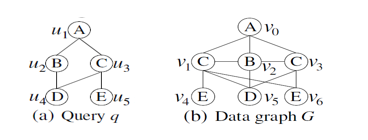 u1 A A v0
u2 B C u3 v1 C B v2 C v3
u4 D E u5 v4 E D v5 E v6
(a) Query q (b) Data graph G